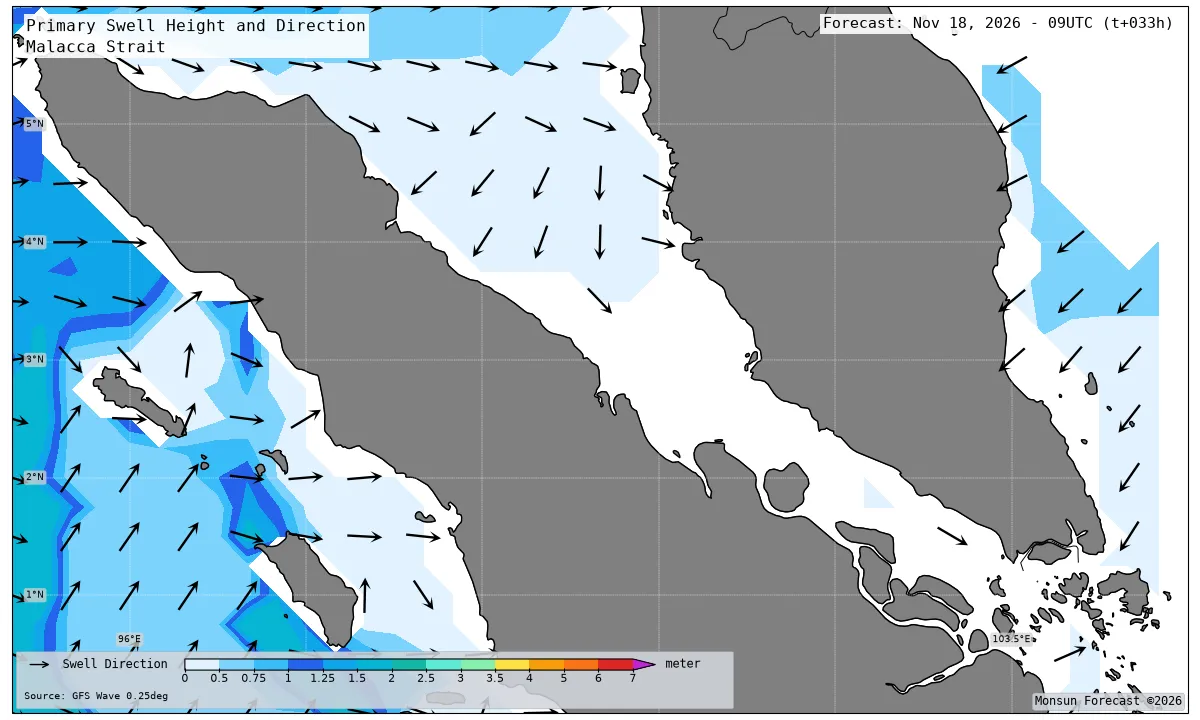 Primary Swell Height and Direction
Malacca Strait
Forecast: Nov 18, 2026 - 09UTC (t+033h)
5°N
4°N
3°N
2°N
1°N
96°E
103.5°E
Swell Direction
0 0.5 0.75 1 1.25 1.5 2 2.5 3 3.5 4 5 6 7
meter
Source: GFS Wave 0.25deg
Monsun Forecast ©2026